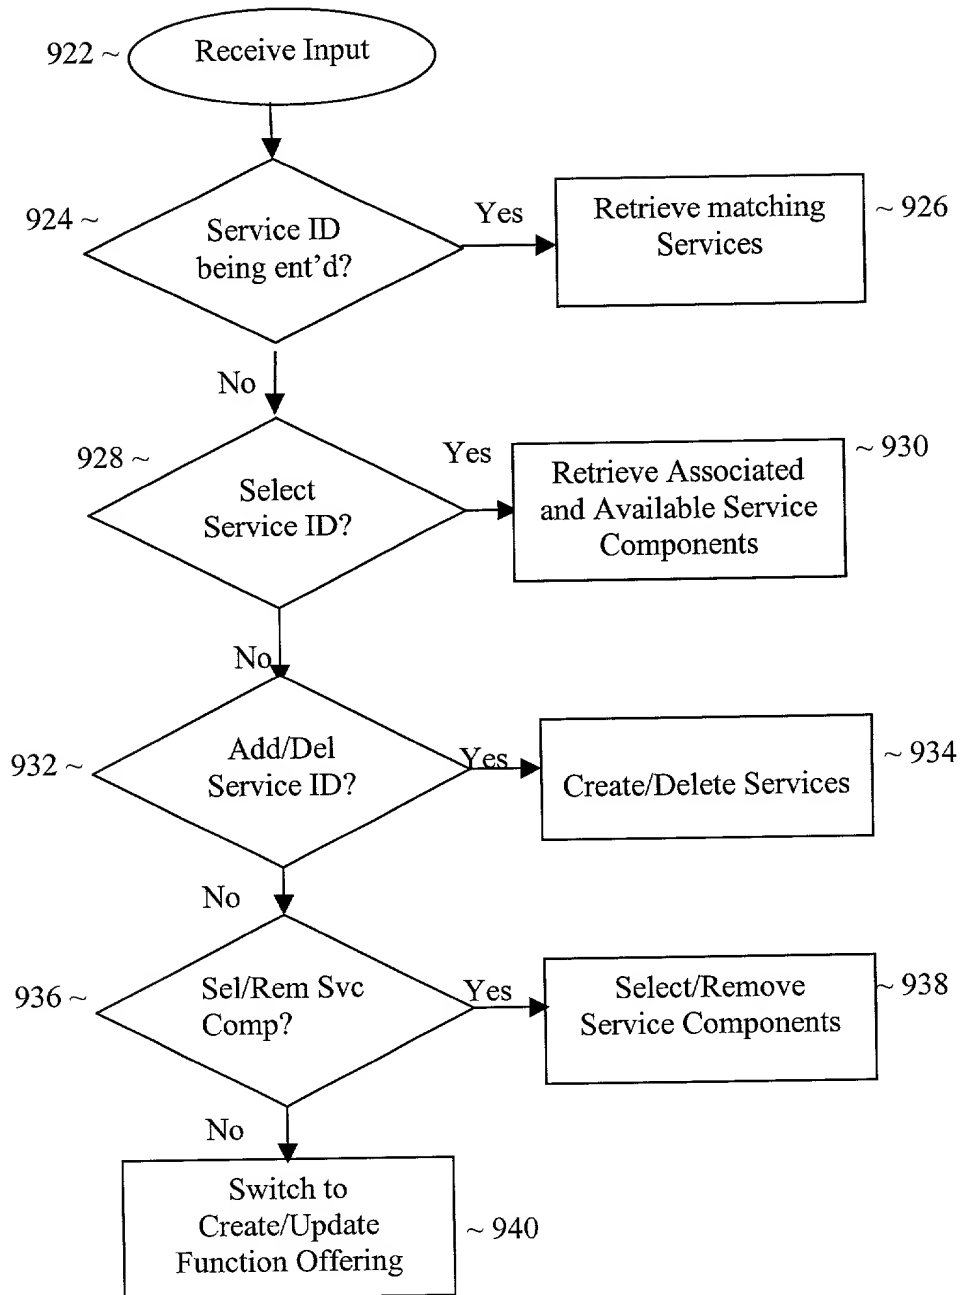 922 ~
Receive Input
924 ~
Service ID
being ent'd?
Yes
Retrieve matching
Services
~ 926
No
928 ~
Select
Service ID?
Yes
Retrieve Associated
and Available Service
Components
~ 930
No
932 ~
Add/Del
Service ID?
Yes
Create/Delete Services
~ 934
No
936 ~
Sel/Rem Svc
Comp?
Yes
Select/Remove
Service Components
~ 938
No
Switch to
Create/Update
Function Offering
~ 940